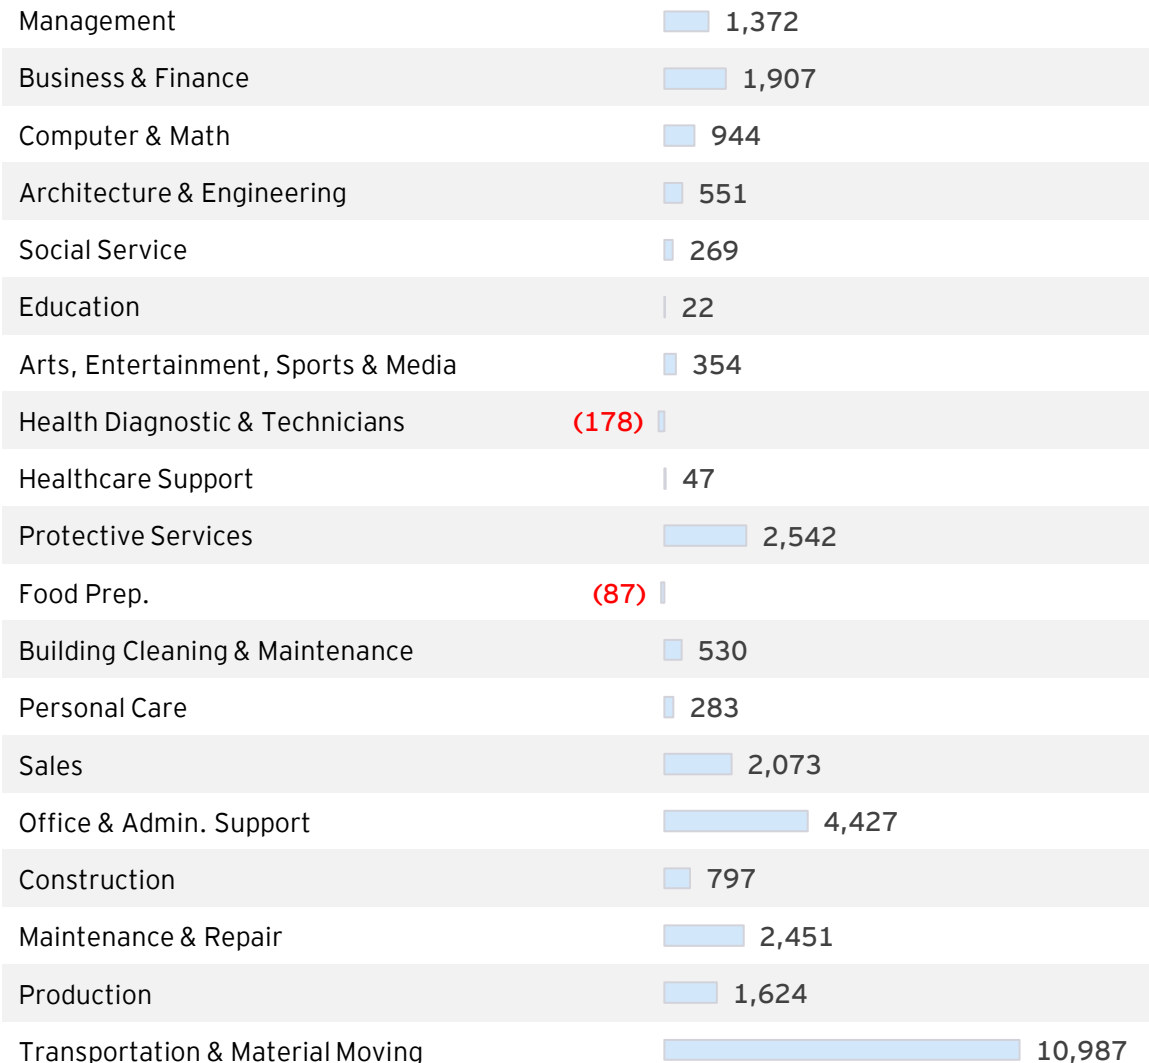 Management 1,372
Business & Finance 1,907
Computer & Math 944
Architecture & Engineering 551
Social Service 269
Education 22
Arts, Entertainment, Sports & Media 354
Health Diagnostic & Technicians (178)
Healthcare Support 47
Protective Services 2,542
Food Prep. (87)
Building Cleaning & Maintenance 530
Personal Care 283
Sales 2,073
Office & Admin. Support 4,427
Construction 797
Maintenance & Repair 2,451
Production 1,624
Transportation & Material Moving 10,987